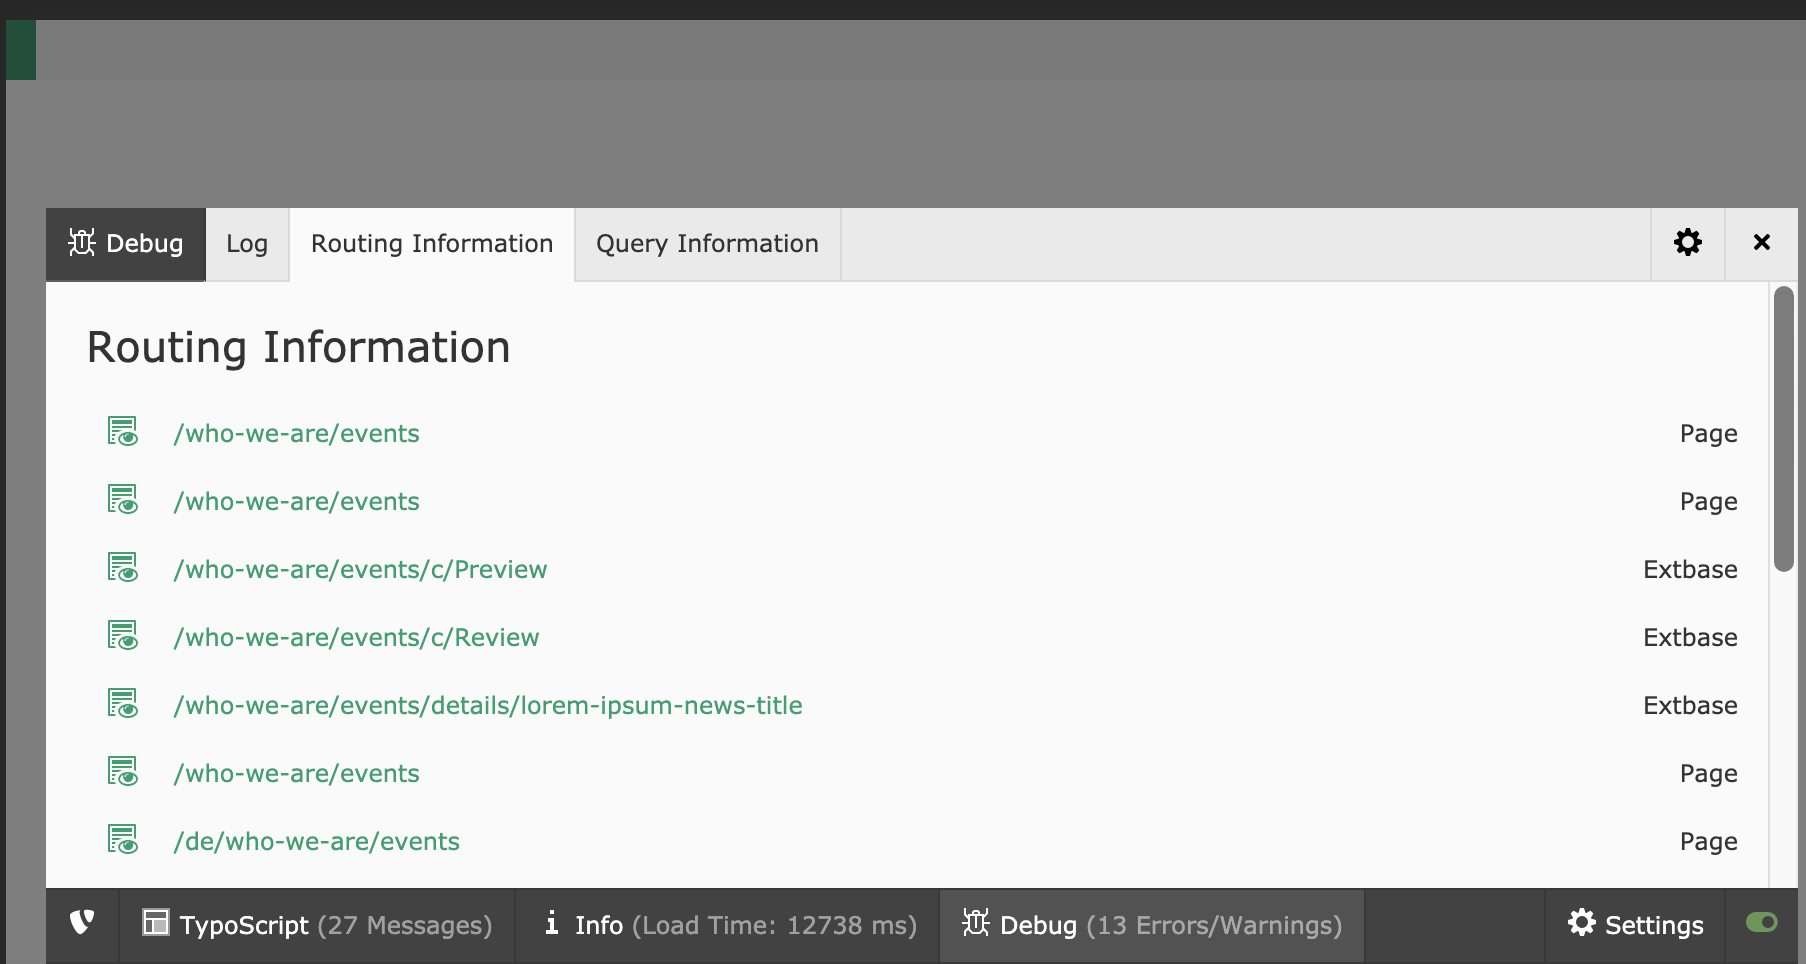 Debug Log Routing Information Query Information
Routing Information
/who-we-are/events Page
/who-we-are/events Page
/who-we-are/events/c/Preview Extbase
/who-we-are/events/c/Review Extbase
/who-we-are/events/details/lorem-ipsum-news-title Extbase
/who-we-are/events Page
/de/who-we-are/events Page
TypoScript (27 Messages) Info (Load Time: 12738 ms) Debug (13 Errors/Warnings) Settings